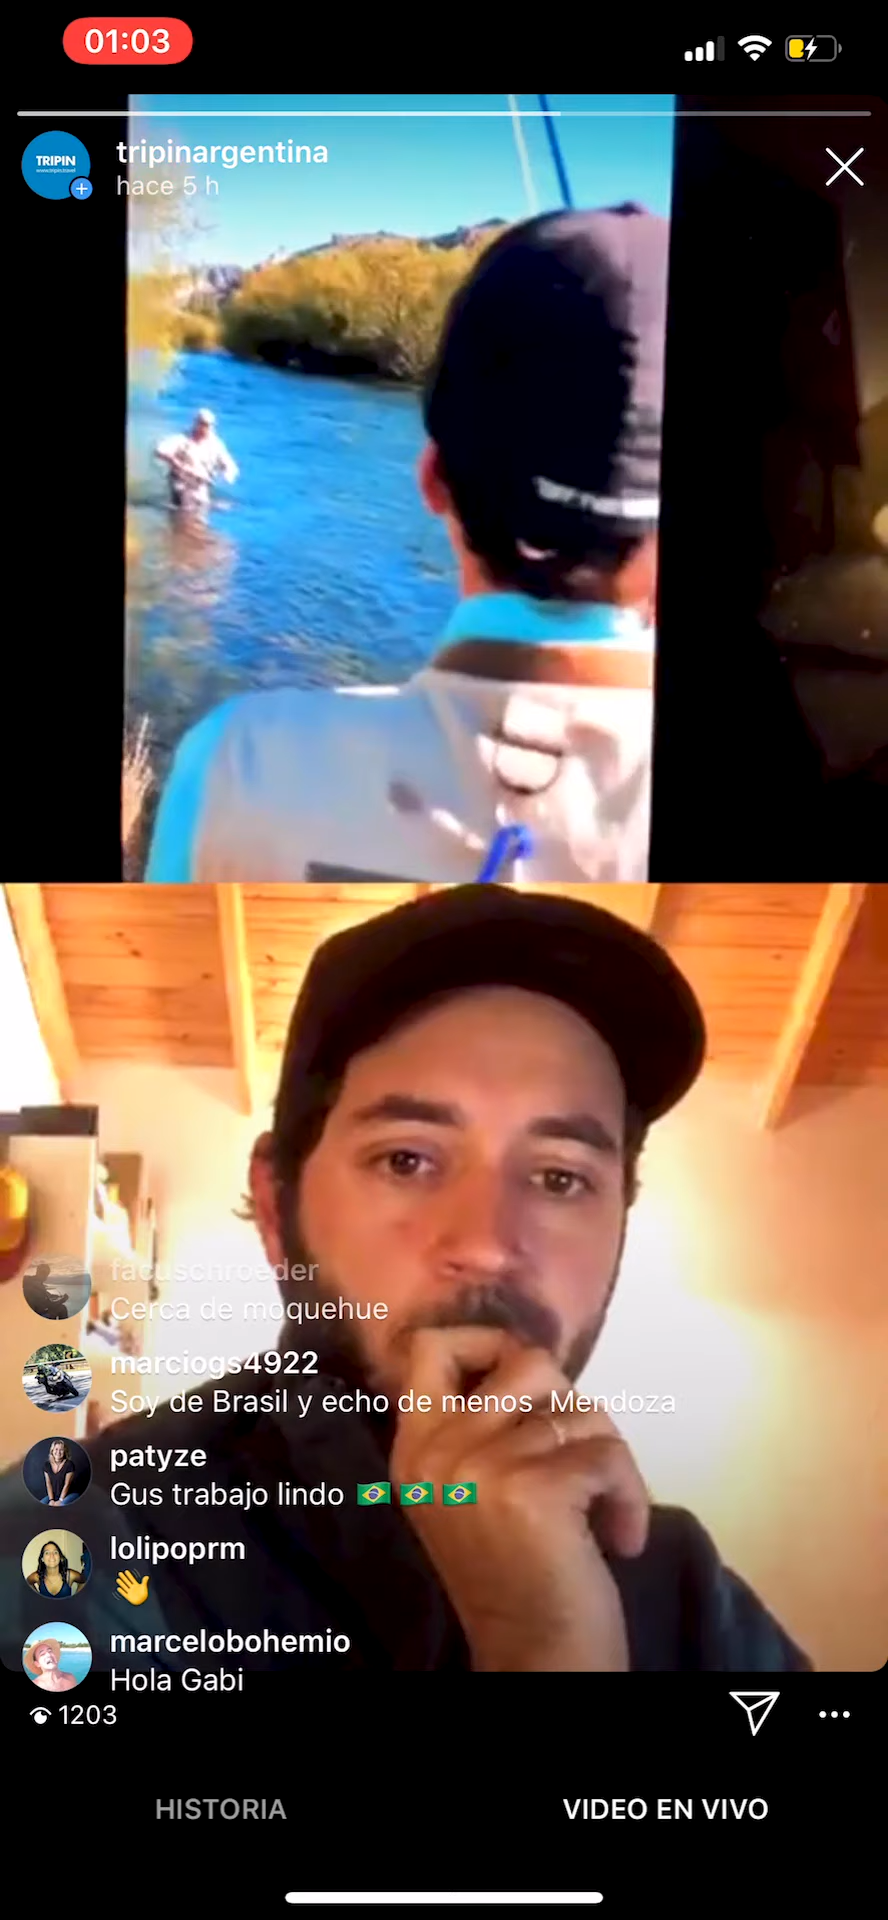 01:03
TRIPIN
tripinargentina
hace 5 h
facuschroeder
Cerca de moquehue
marciogs4922
Soy de Brasil y echo de menos Mendoza
patyze
Gus trabajo lindo 🇧🇷 🇧🇷 🇧🇷
lolipoprm
👋
marcelobohemio
Hola Gabi
1203
HISTORIA
VIDEO EN VIVO